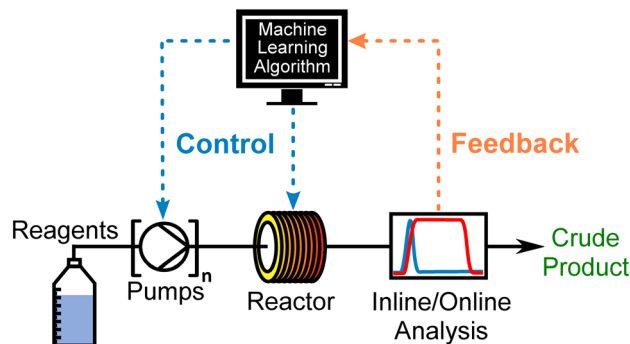 Machine
Learning
Algorithm
Control
Feedback
Reagents
n
Pumps
Reactor
Inline/Online
Analysis
Crude
Product